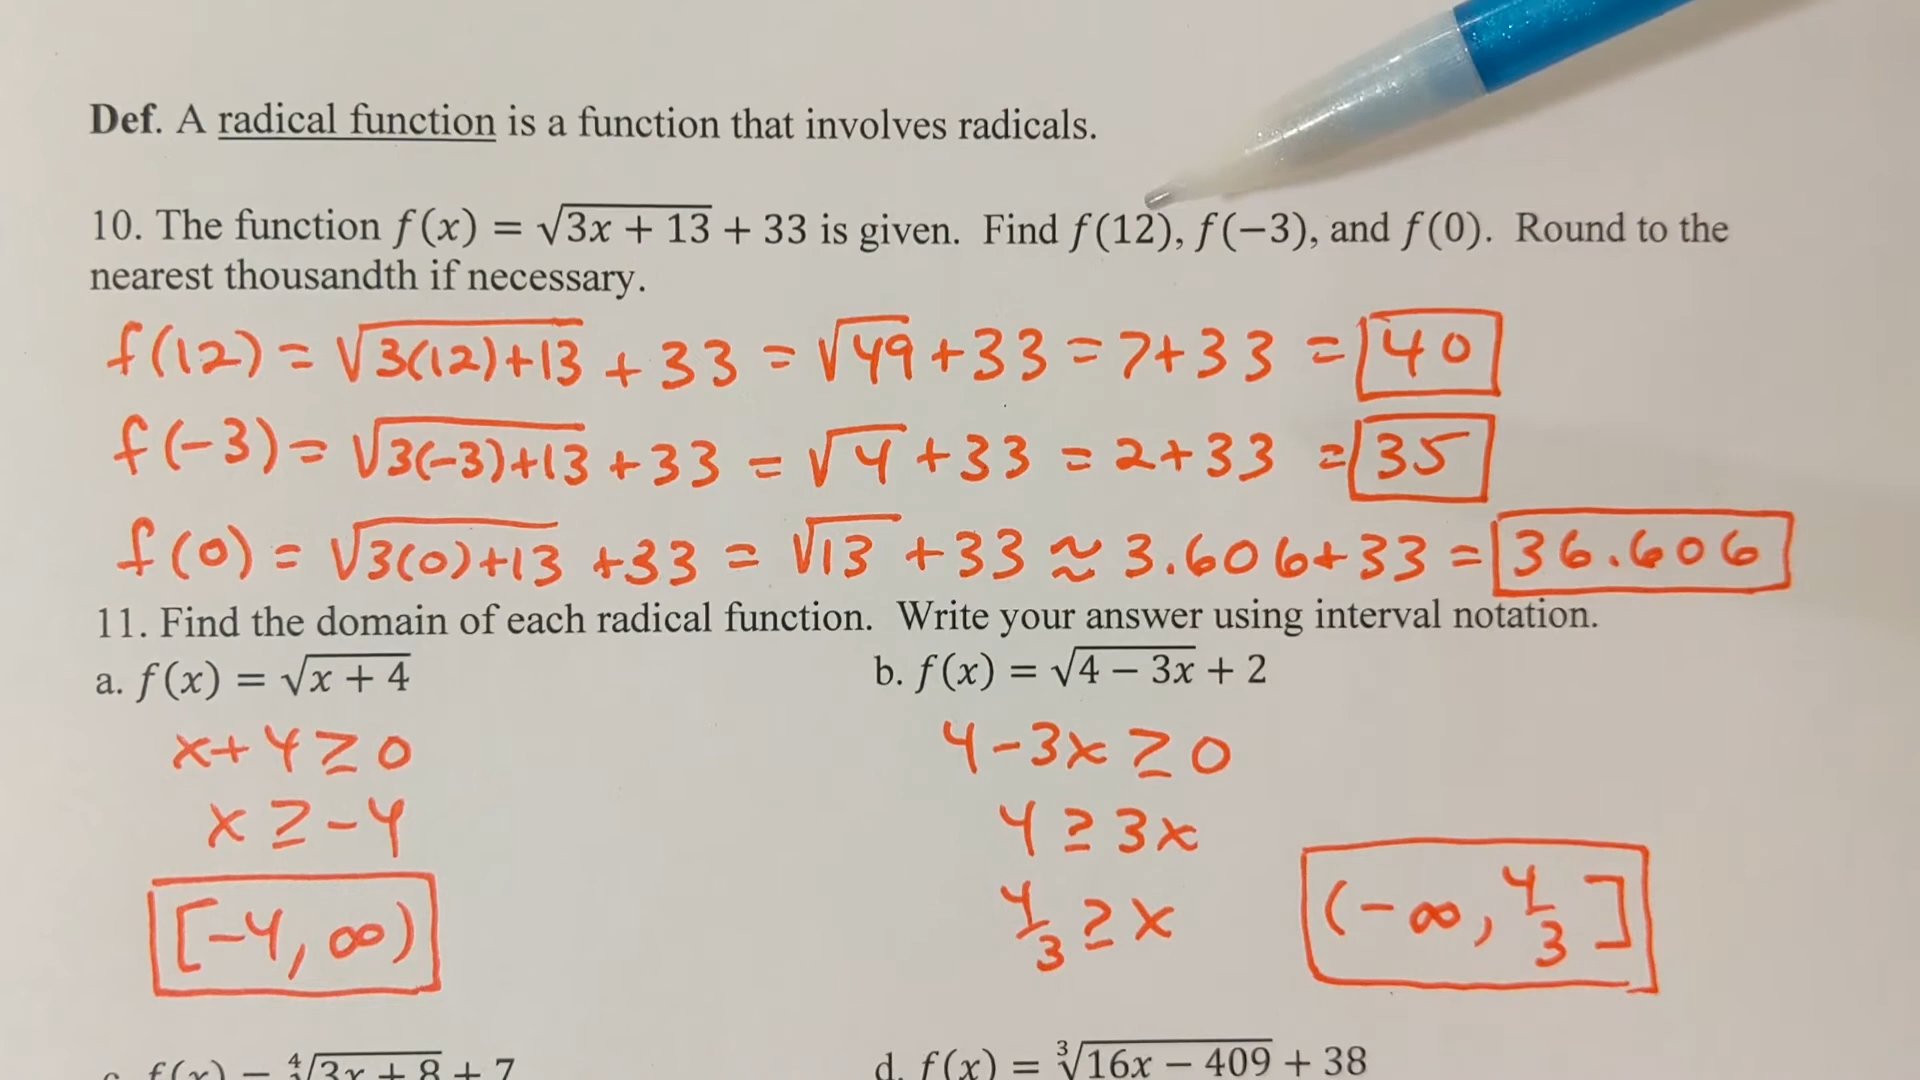 Def. A radical function is a function that involves radicals.
10. The function f(x) = √3x + 13 + 33 is given. Find f(12), f(−3), and f(0). Round to the
nearest thousandth if necessary.
f(12) = √3(12)+13 + 33 = √49 + 33 = 7+33 = 40
f(-3) = √3(-3)+13 + 33 = √4 + 33 = 2+33 = 35
f(0) = √3(0)+13 + 33 = √13 + 33 ≈ 3.606+33 = 36.606
11. Find the domain of each radical function. Write your answer using interval notation.
a. f(x) = √x + 4 b. f(x) = √4 − 3x + 2
x+4 ≥ 0 4-3x ≥ 0
x ≥ -4 4 ≥ 3x
[-4, ∞) 4/3 ≥ x (-∞, 4/3]
c. f(x) = ∜3x + 8 + 7 d. f(x) = ∛16x − 409 + 38